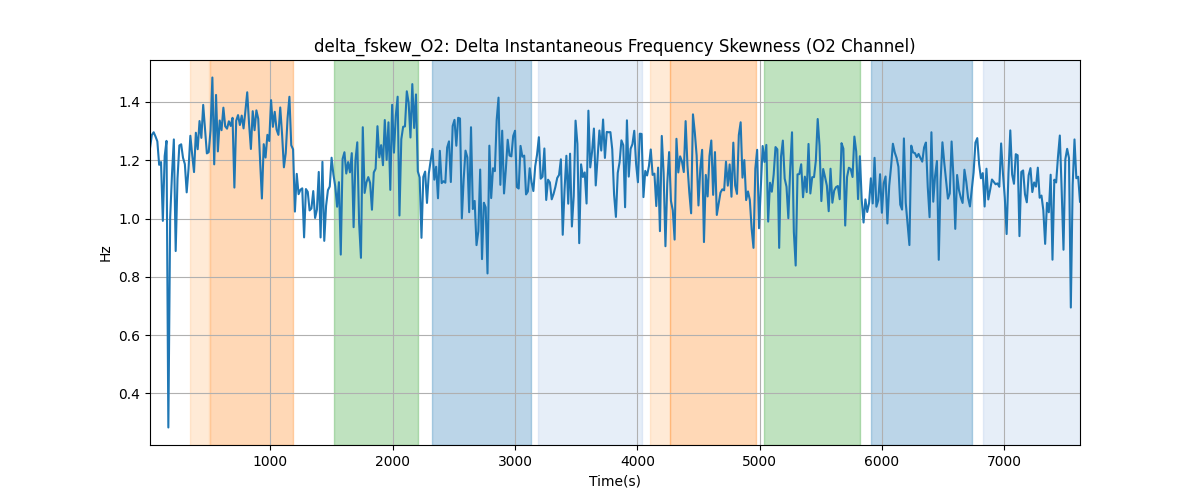 delta_fskew_O2: Delta Instantaneous Frequency Skewness (O2 Channel)
Hz
1.4
1.2
1.0
0.8
0.6
0.4
1000 2000 3000 4000 5000 6000 7000
Time(s)